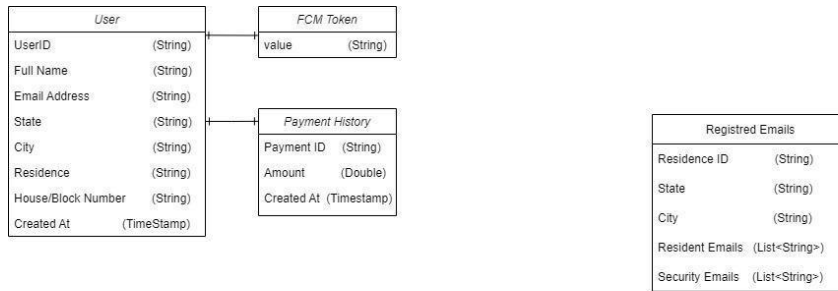 User
UserID (String)
Full Name (String)
Email Address (String)
State (String)
City (String)
Residence (String)
House/Block Number (String)
Created At (TimeStamp)
FCM Token
value (String)
Payment History
Payment ID (String)
Amount (Double)
Created At (Timestamp)
Registred Emails
Residence ID (String)
State (String)
City (String)
Resident Emails (List<String>)
Security Emails (List<String>)